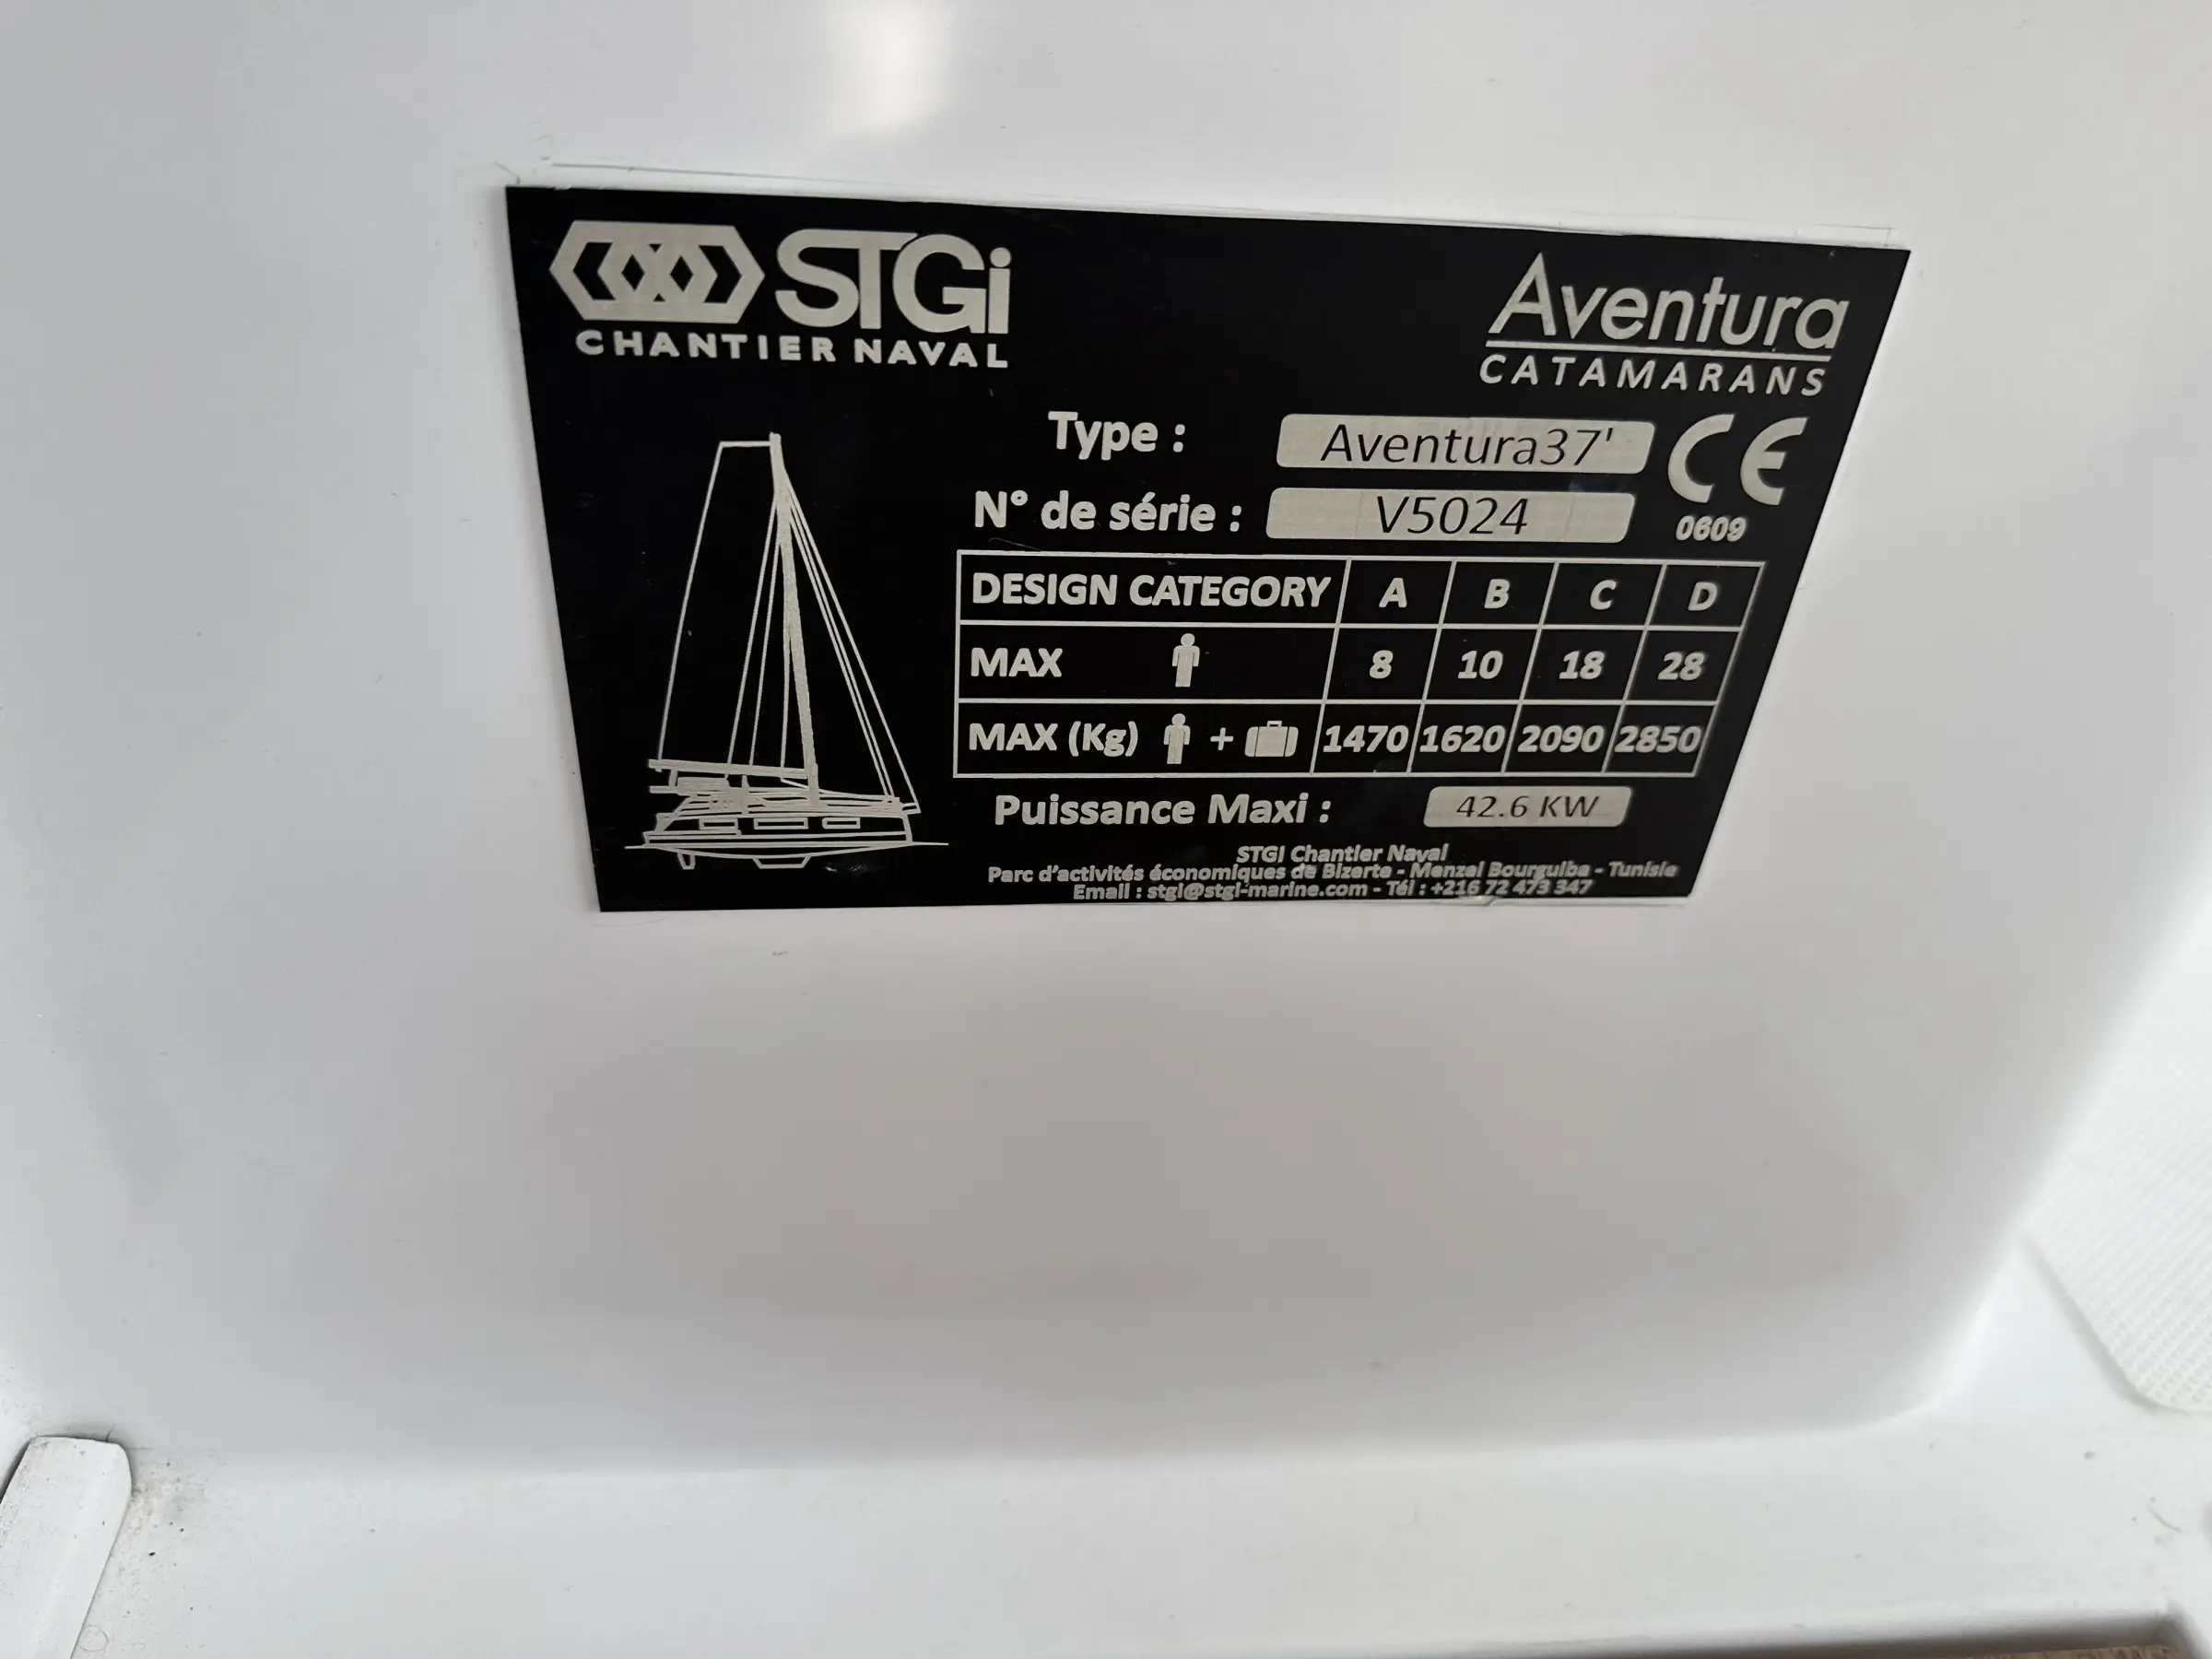 STGi
CHANTIER NAVAL
Aventura
CATAMARANS
Type : Aventura37' CE
N° de série : V5024 0609
DESIGN CATEGORY A B C D
MAX 8 10 18 28
MAX (Kg) + 1470 1620 2090 2850
Puissance Maxi : 42.6 KW
STGI Chantier Naval
Parc d'activités économiques de Bizerte - Menzel Bourguiba - Tunisie
Email : stgi@stgi-marine.com - Tél : +216 72 473 347